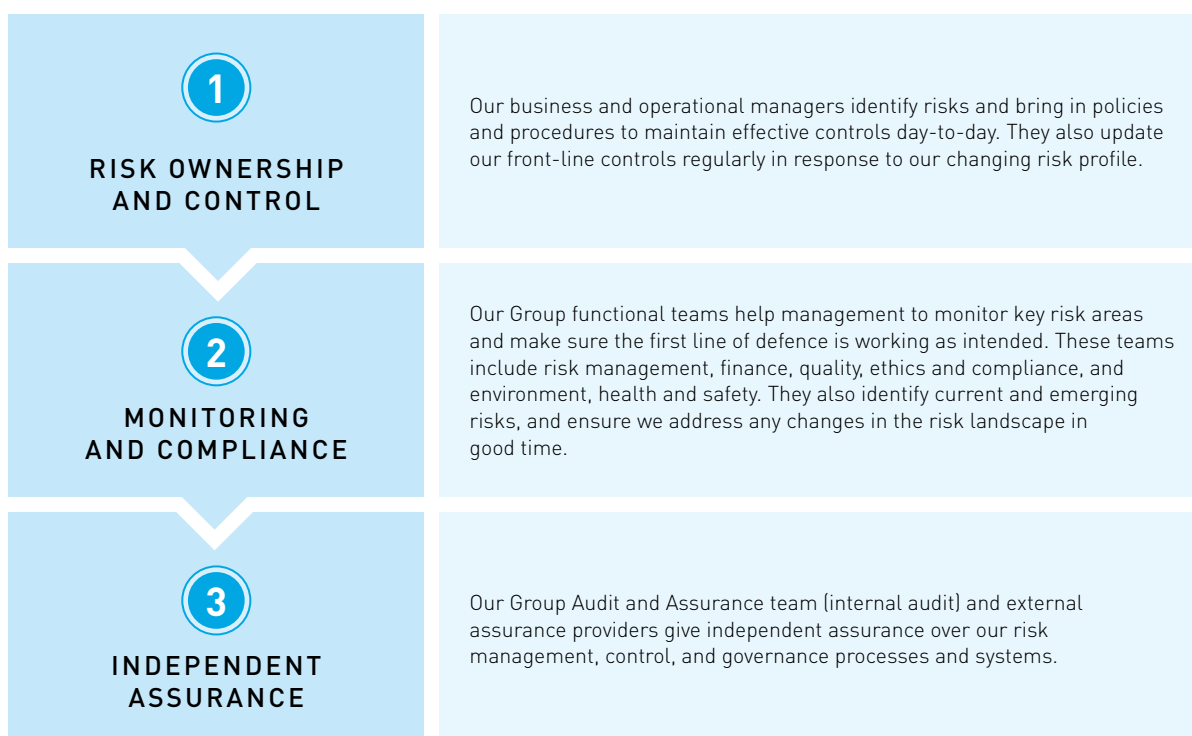 1
RISK OWNERSHIP
AND CONTROL
Our business and operational managers identify risks and bring in policies
and procedures to maintain effective controls day-to-day. They also update
our front-line controls regularly in response to our changing risk profile.
2
MONITORING
AND COMPLIANCE
Our Group functional teams help management to monitor key risk areas
and make sure the first line of defence is working as intended. These teams
include risk management, finance, quality, ethics and compliance, and
environment, health and safety. They also identify current and emerging
risks, and ensure we address any changes in the risk landscape in
good time.
3
INDEPENDENT
ASSURANCE
Our Group Audit and Assurance team (internal audit) and external
assurance providers give independent assurance over our risk
management, control, and governance processes and systems.